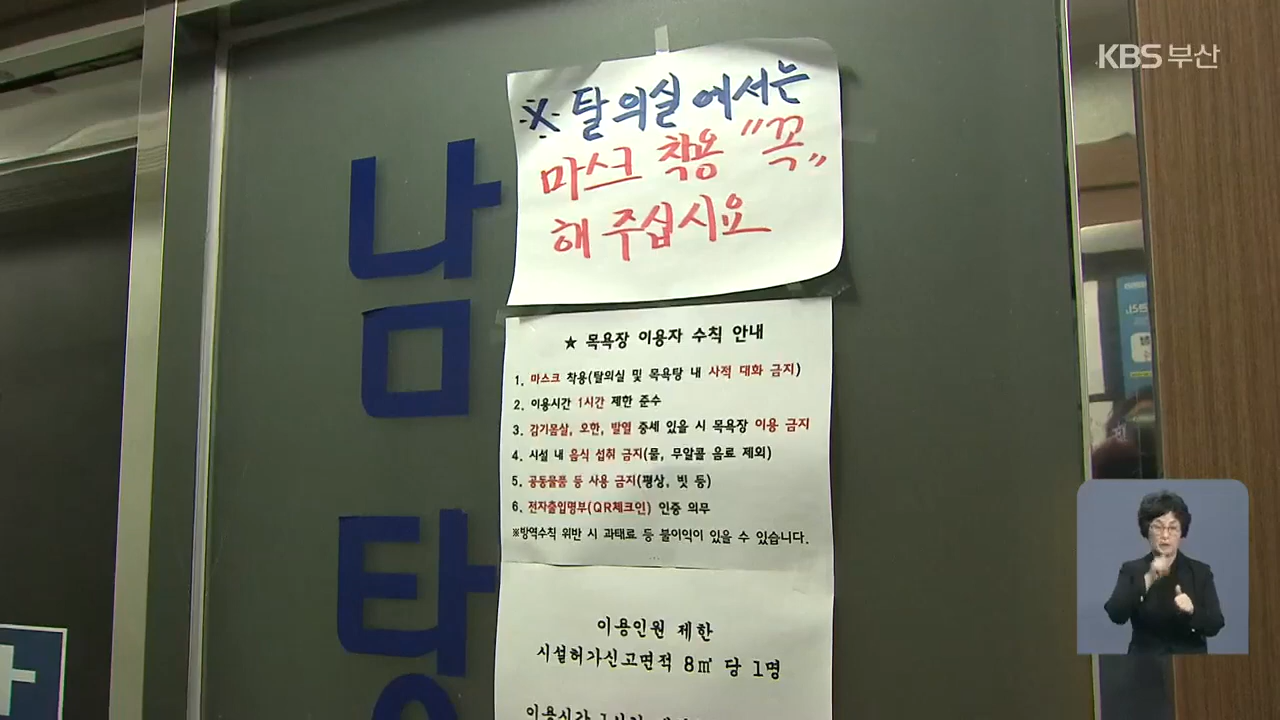 KBS 부산
※ 탈의실에서는
마스크 착용 "꼭"
해 주십시요
남탕
★ 목욕장 이용자 수칙 안내
1. 마스크 착용(탈의실 및 목욕탕 내 사적 대화 금지)
2. 이용시간 1시간 제한 준수
3. 감기몸살, 오한, 발열 증세 있을 시 목욕장 이용 금지
4. 시설 내 음식 섭취 금지(물, 무알콜 음료 제외)
5. 공동물품 등 사용 금지(평상, 빗 등)
6. 전자출입명부(QR체크인) 인증 의무
※방역수칙 위반 시 과태료 등 불이익이 있을 수 있습니다.
이용인원 제한
시설허가신고면적 8㎡ 당 1명
이용시간 1시간